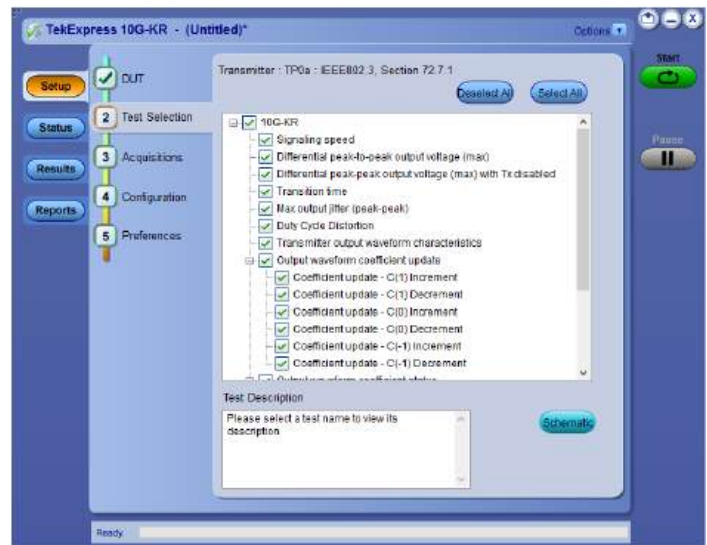 TekExpress 10G-KR - (Untitled)*
Options
Start
Pause
Setup
Status
Results
Reports
DUT
2 Test Selection
3 Acquisitions
4 Configuration
5 Preferences
Transmitter : TP0a : IEEE802.3, Section 72.7.1
Deselect All
Select All
10G-KR
Signaling speed
Differential peak-to-peak output voltage (max)
Differential peak-peak output voltage (max) with Tx disabled
Transition time
Max output jitter (peak-peak)
Duty Cycle Distortion
Transmitter output waveform characteristics
Output waveform coefficient update
Coefficient update - C(1) Increment
Coefficient update - C(1) Decrement
Coefficient update - C(0) Increment
Coefficient update - C(0) Decrement
Coefficient update - C(-1) Increment
Coefficient update - C(-1) Decrement
Output waveform coefficient status
Test Description
Please select a test name to view its
description
Schematic
Ready